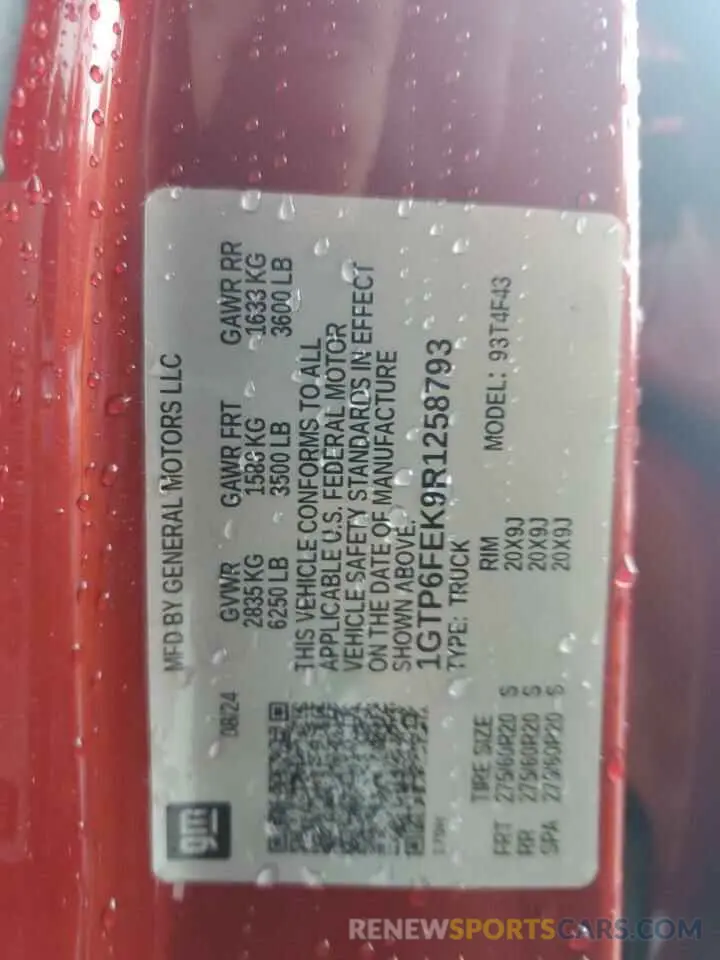 MFD BY GENERAL MOTORS LLC
08/24 GVWR GAWR FRT GAWR RR
2835 KG 1588 KG 1633 KG
6250 LB 3500 LB 3600 LB
THIS VEHICLE CONFORMS TO ALL
APPLICABLE U.S. FEDERAL MOTOR
VEHICLE SAFETY STANDARDS IN EFFECT
ON THE DATE OF MANUFACTURE
SHOWN ABOVE.
1GTP6FEK9R1258793
TYPE: TRUCK
MODEL: 93T4F43
TIRE SIZE RIM
FRT 275/60R20 S 20X9J
RR 275/60R20 S 20X9J
SPA 275/60R20 S 20X9J
gm
RENEWSPORTSCARS.COM